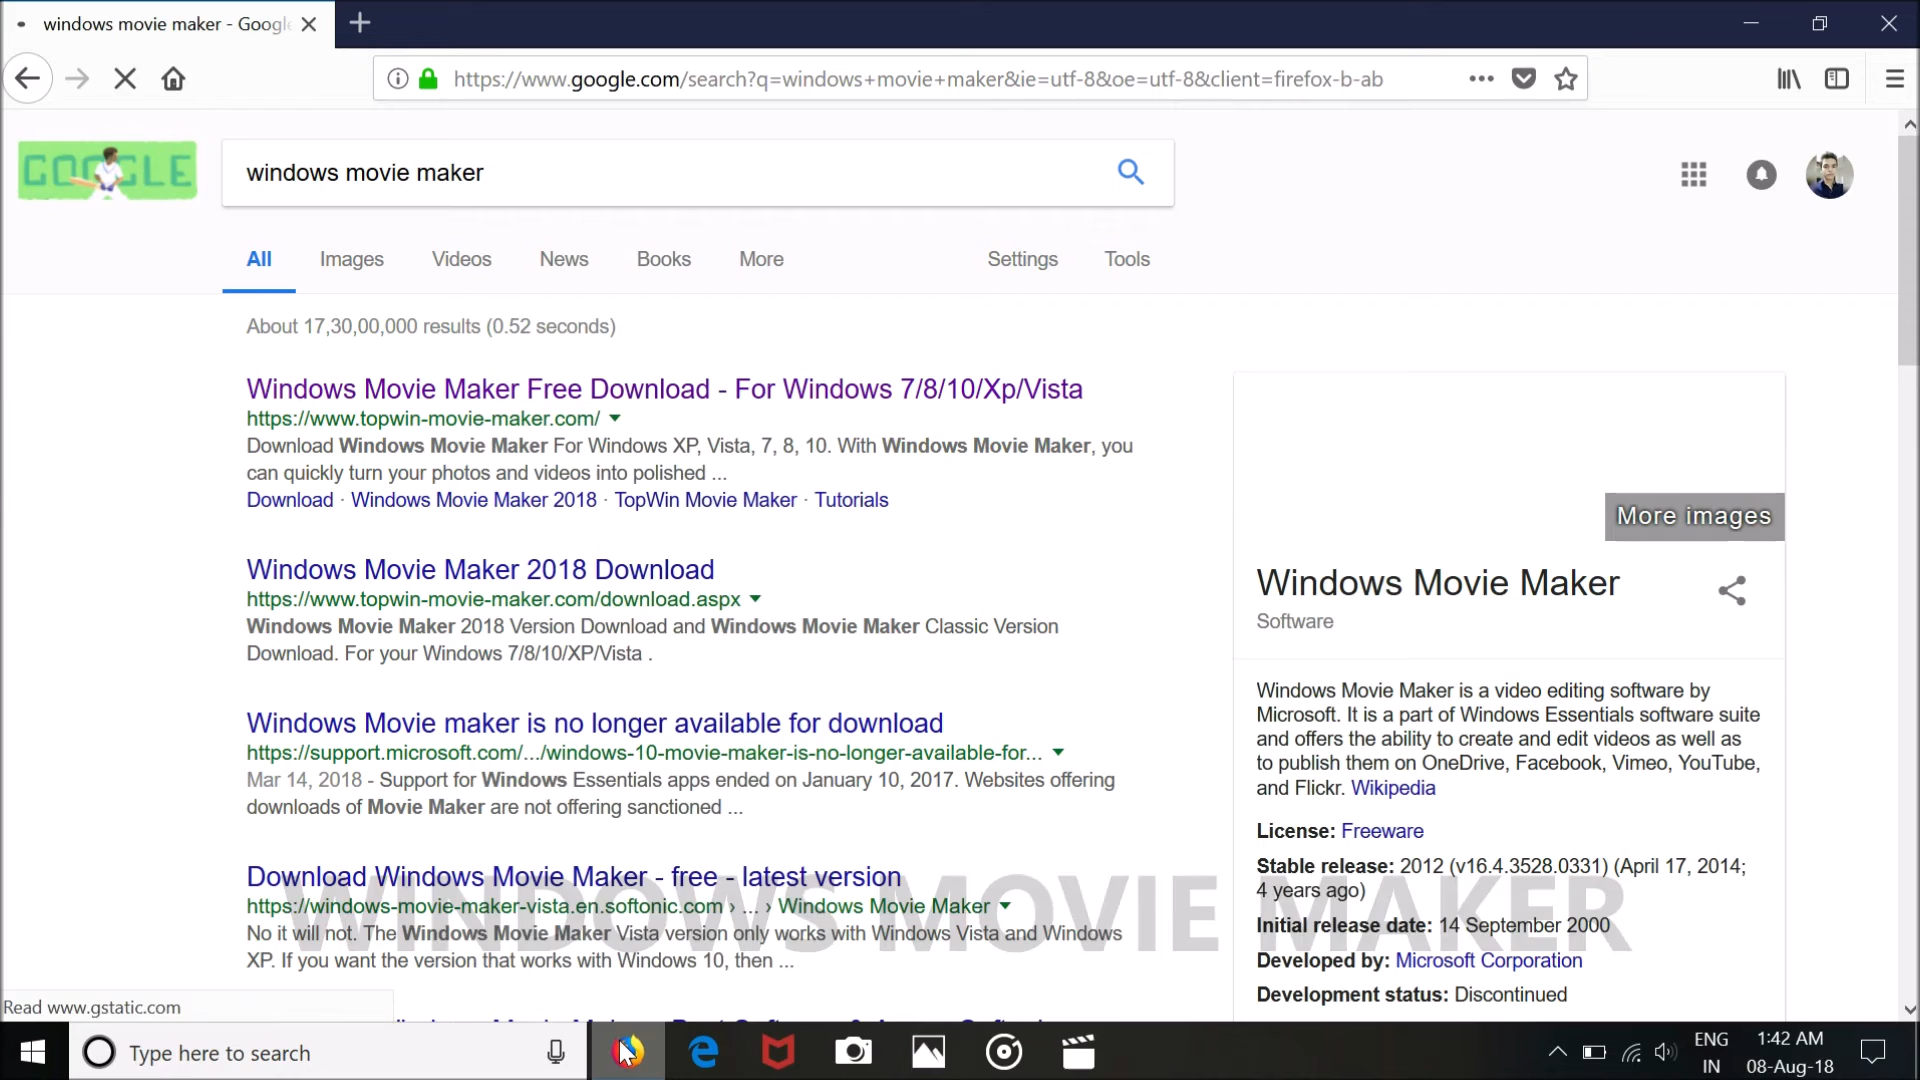 windows movie maker - Google
https://www.google.com/search?q=windows+movie+maker&ie=utf-8&oe=utf-8&client=firefox-b-ab
GOOGLE
windows movie maker
All Images Videos News Books More Settings Tools
About 17,30,00,000 results (0.52 seconds)
Windows Movie Maker Free Download - For Windows 7/8/10/Xp/Vista
https://www.topwin-movie-maker.com/
Download Windows Movie Maker For Windows XP, Vista, 7, 8, 10. With Windows Movie Maker, you
can quickly turn your photos and videos into polished ...
Download · Windows Movie Maker 2018 · TopWin Movie Maker · Tutorials
Windows Movie Maker 2018 Download
https://www.topwin-movie-maker.com/download.aspx
Windows Movie Maker 2018 Version Download and Windows Movie Maker Classic Version
Download. For your Windows 7/8/10/XP/Vista .
Windows Movie maker is no longer available for download
https://support.microsoft.com/.../windows-10-movie-maker-is-no-longer-available-for...
Mar 14, 2018 - Support for Windows Essentials apps ended on January 10, 2017. Websites offering
downloads of Movie Maker are not offering sanctioned ...
Download Windows Movie Maker - free - latest version
https://windows-movie-maker-vista.en.softonic.com › ... › Windows Movie Maker
No it will not. The Windows Movie Maker Vista version only works with Windows Vista and Windows
XP. If you want the version that works with Windows 10, then ...
More images
Windows Movie Maker
Software
Windows Movie Maker is a video editing software by
Microsoft. It is a part of Windows Essentials software suite
and offers the ability to create and edit videos as well as
to publish them on OneDrive, Facebook, Vimeo, YouTube,
and Flickr. Wikipedia
License: Freeware
Stable release: 2012 (v16.4.3528.0331) (April 17, 2014;
4 years ago)
Initial release date: 14 September 2000
Developed by: Microsoft Corporation
Development status: Discontinued
WINDOWS MOVIE MAKER
Read www.gstatic.com
Type here to search
ENG
IN
1:42 AM
08-Aug-18